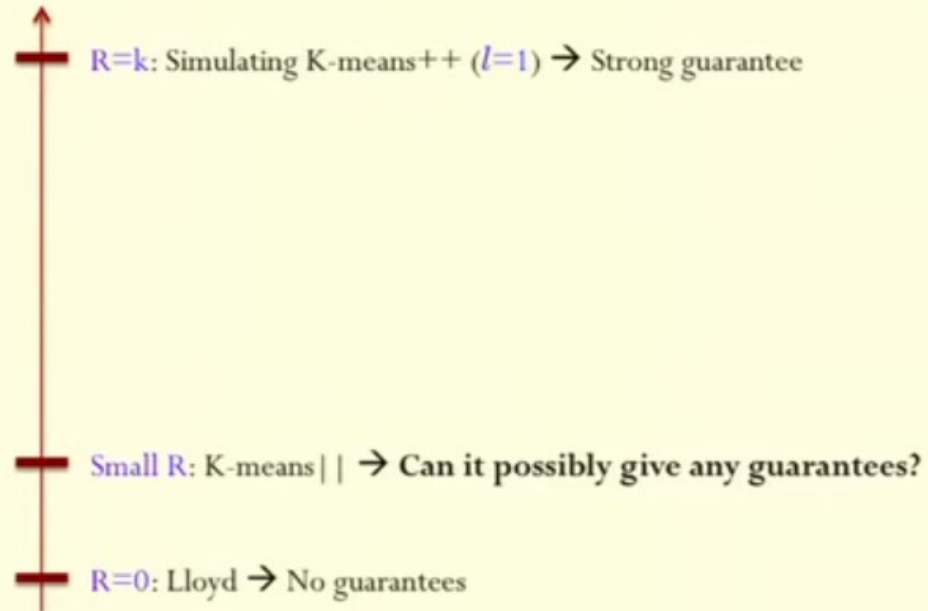 R=k: Simulating K-means++ (l=1) → Strong guarantee
Small R: K-means|| → Can it possibly give any guarantees?
R=0: Lloyd → No guarantees